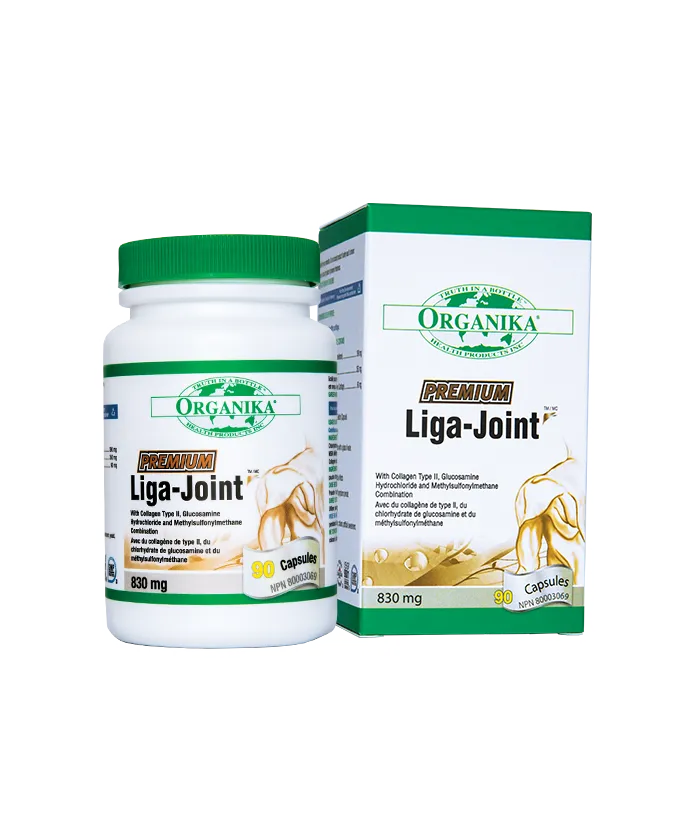 TRUTH IN A BOTTLE
ORGANIKA®
HEALTH PRODUCTS INC
PREMIUM
Liga-Joint
TM / MC
With Collagen Type II, Glucosamine
Hydrochloride and Methylsulfonylmethane
Combination
Avec du collagène de type II, du
chlorhydrate de glucosamine et du
méthylsulfonylméthane
90 Capsules
NPN 80003069
830 mg
TRUTH IN A BOTTLE
ORGANIKA®
HEALTH PRODUCTS INC
PREMIUM
Liga-Joint
TM / MC
With Collagen Type II, Glucosamine
Hydrochloride and Methylsulfonylmethane
Combination
Avec du collagène de type II, du
chlorhydrate de glucosamine et du
méthylsulfonylméthane
830 mg
90 Capsules
NPN 80003069